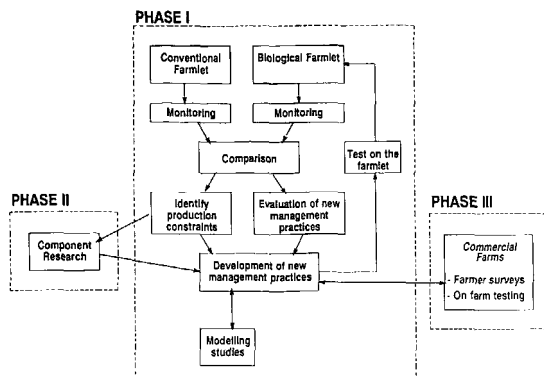 PHASE I
Conventional
Farmlet
Biological Farmlet
Monitoring
Monitoring
Comparison
Test on the
farmlet
Identify
production
constraints
Evaluation of new
management
practices
PHASE II
Component
Research
PHASE III
Commercial
Farms
- Farmer surveys
- On farm testing
Development of new
management practices
Modelling
studies